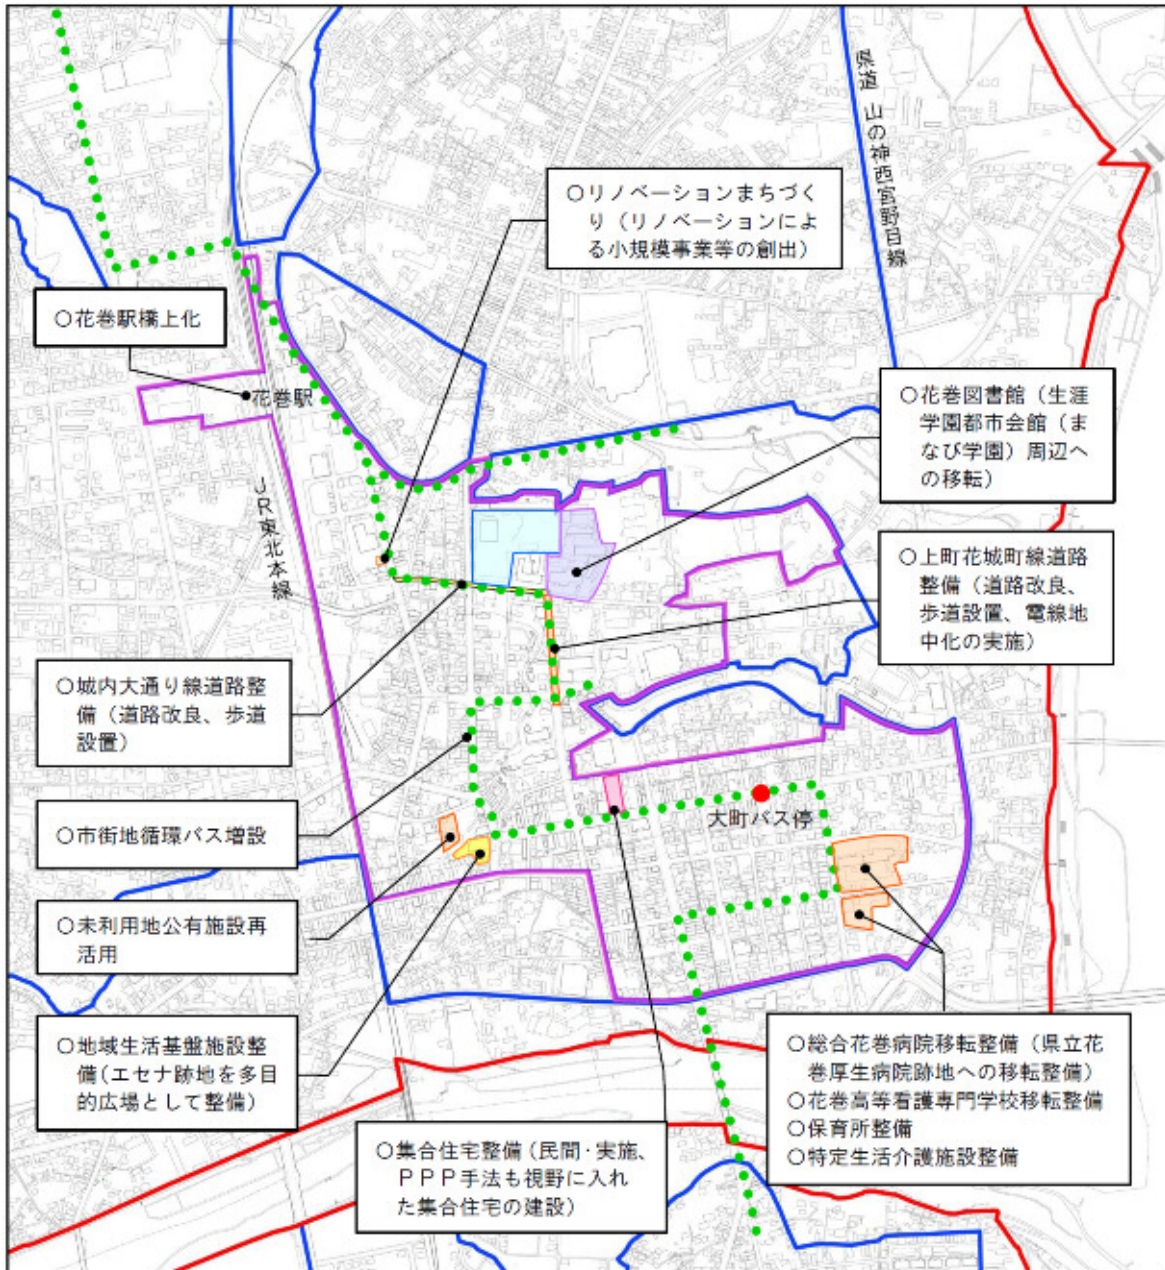 県道 山の神西宮野目線
○リノベーションまちづく
り（リノベーションによ
る小規模事業等の創出）
○花巻駅橋上化
花巻駅
○花巻図書館（生涯
学園都市会館（ま
なび学園）周辺へ
の移転）
JR東北本線
○上町花城町線道路
整備（道路改良、
歩道設置、電線地
中化の実施）
○城内大通り線道路整
備（道路改良、歩道
設置）
○市街地循環バス増設
大町バス停
○未利用地公有施設再
活用
○地域生活基盤施設整
備（エセナ跡地を多目
的広場として整備）
○総合花巻病院移転整備（県立花
巻厚生病院跡地への移転整備）
○花巻高等看護専門学校移転整備
○保育所整備
○特定生活介護施設整備
○集合住宅整備（民間・実施、
ＰＰＰ手法も視野に入れ
た集合住宅の建設）